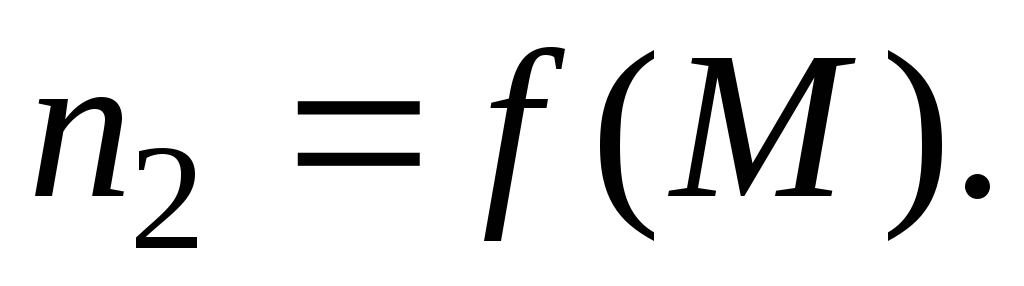 n₂ = f (M).